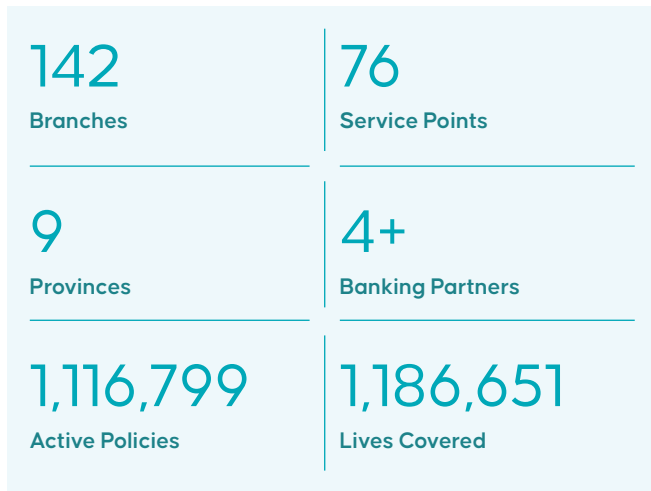 142
Branches
76
Service Points
9
Provinces
4+
Banking Partners
1,116,799
Active Policies
1,186,651
Lives Covered